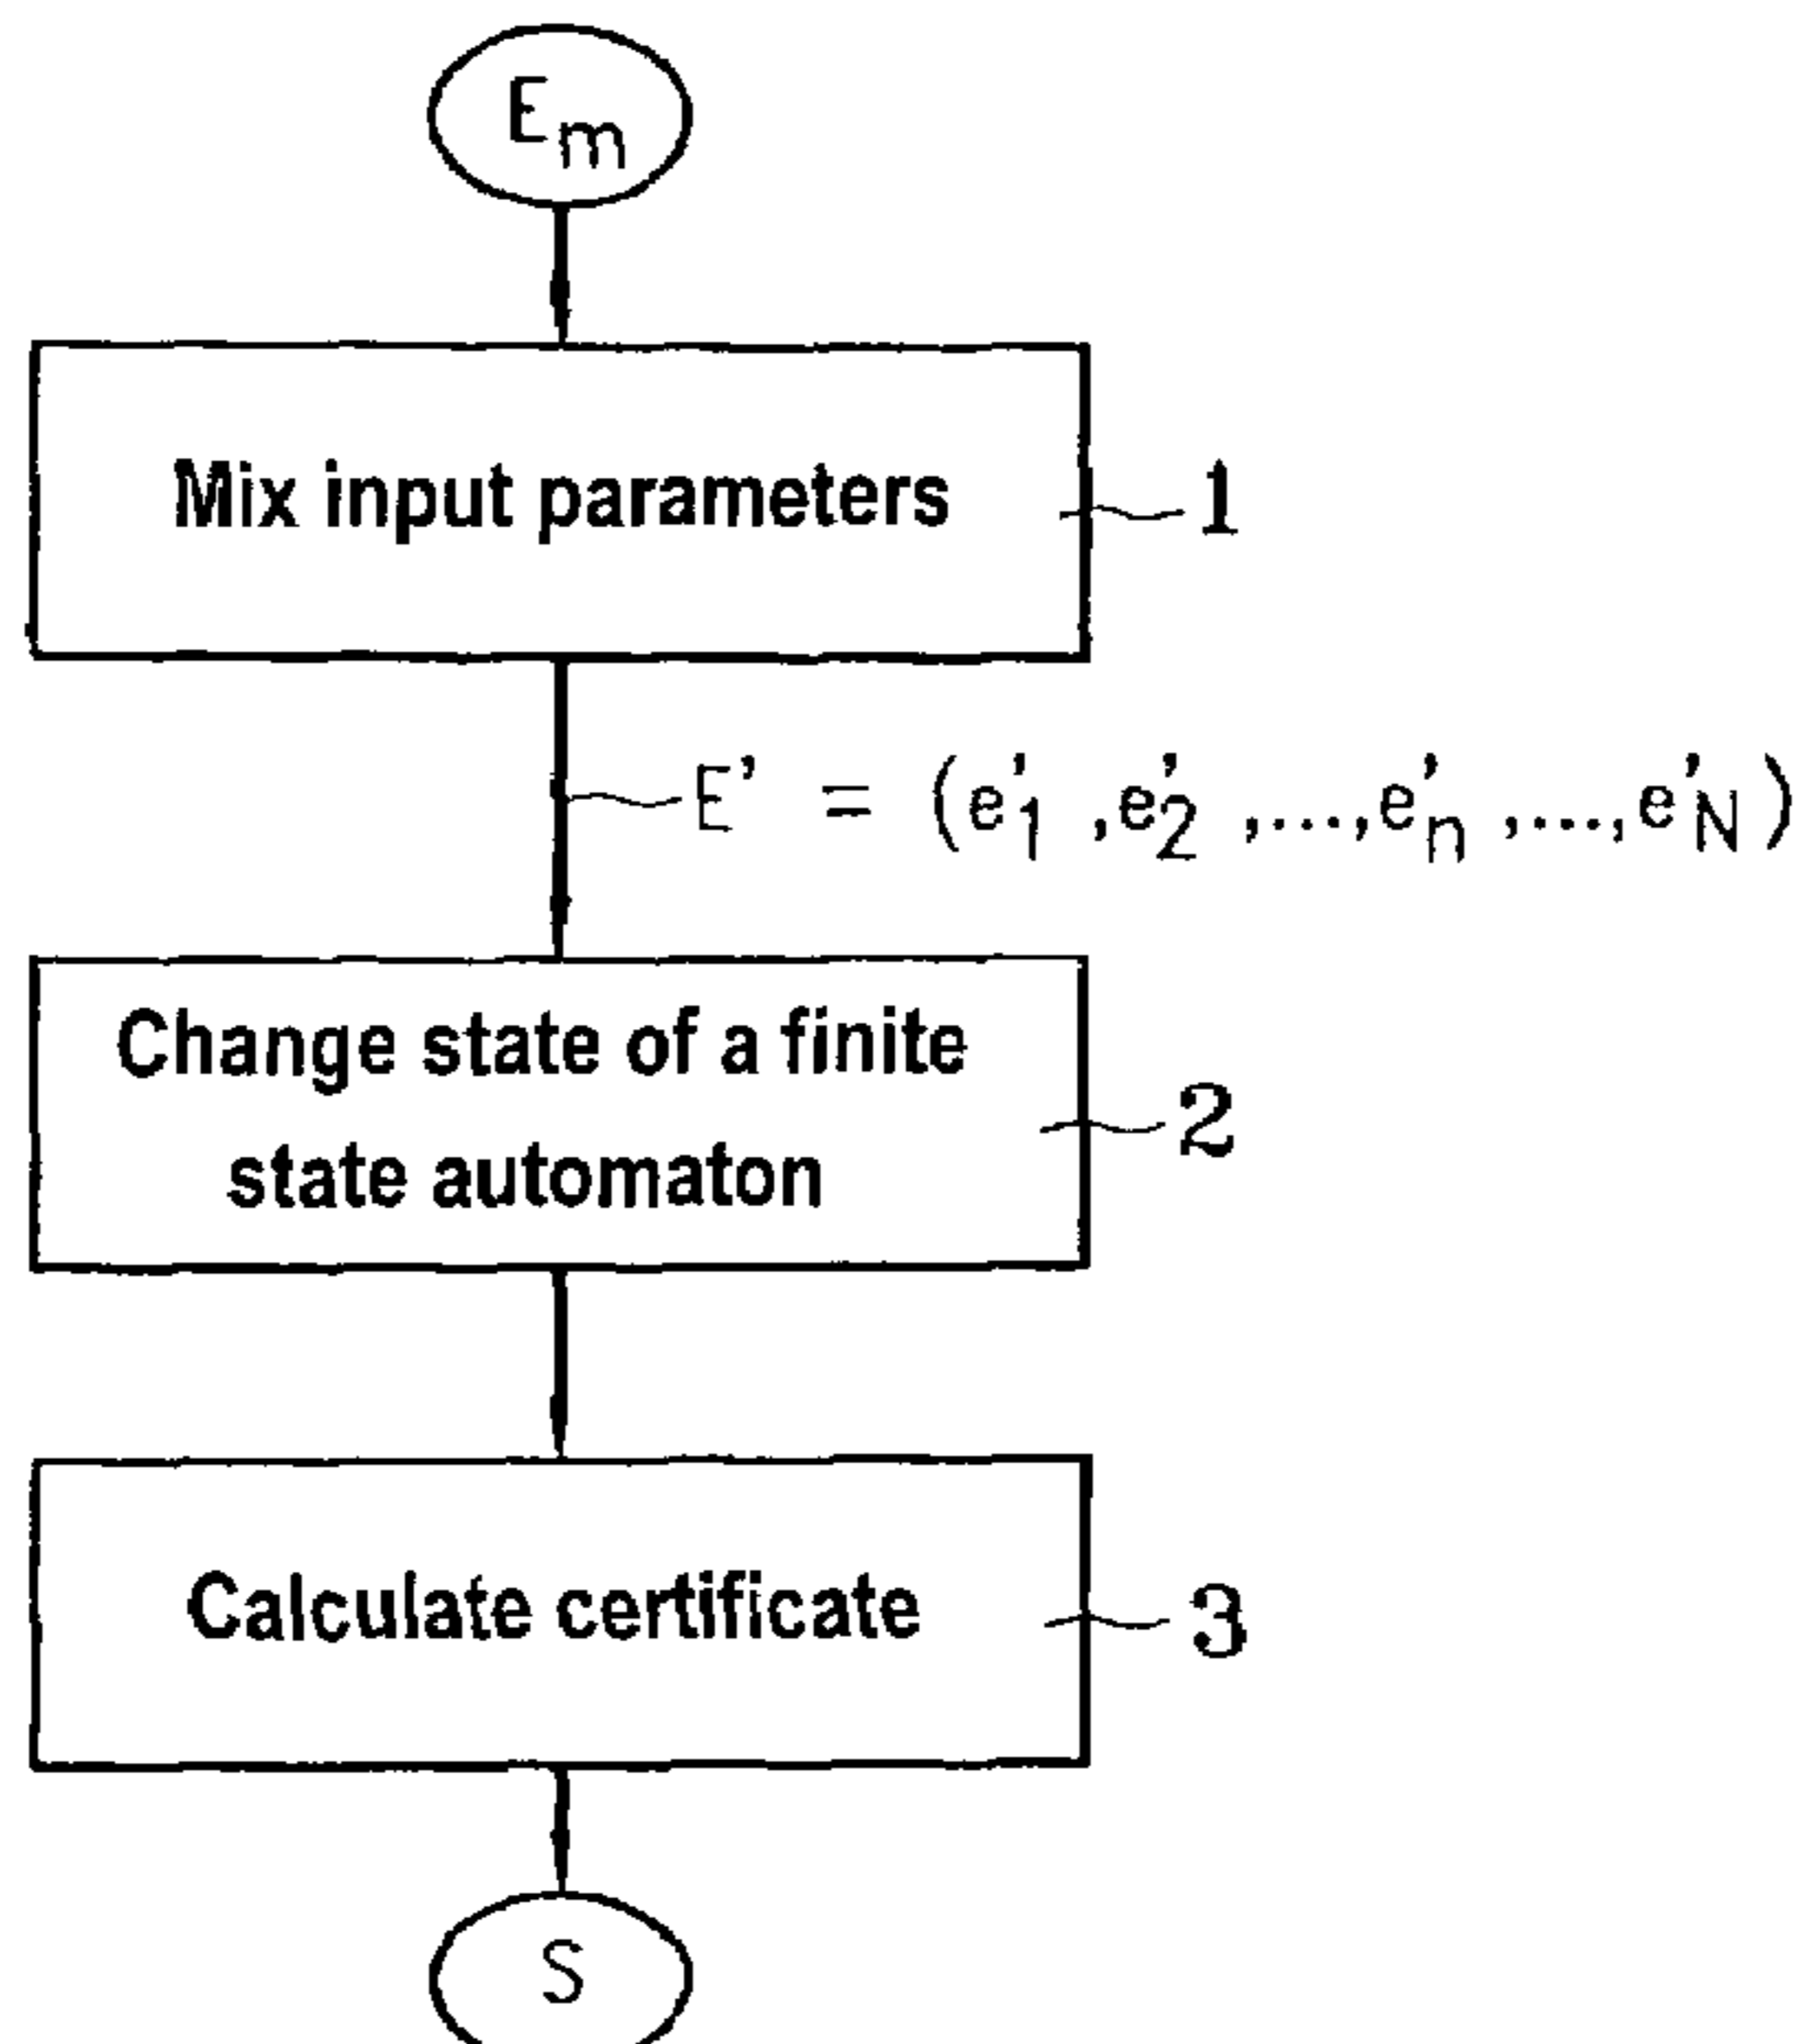 Em
Mix input parameters
1
E' = (e'1 ,e'2 ,...,e'n ,...,e'N)
Change state of a finite
state automaton
2
Calculate certificate
3
S